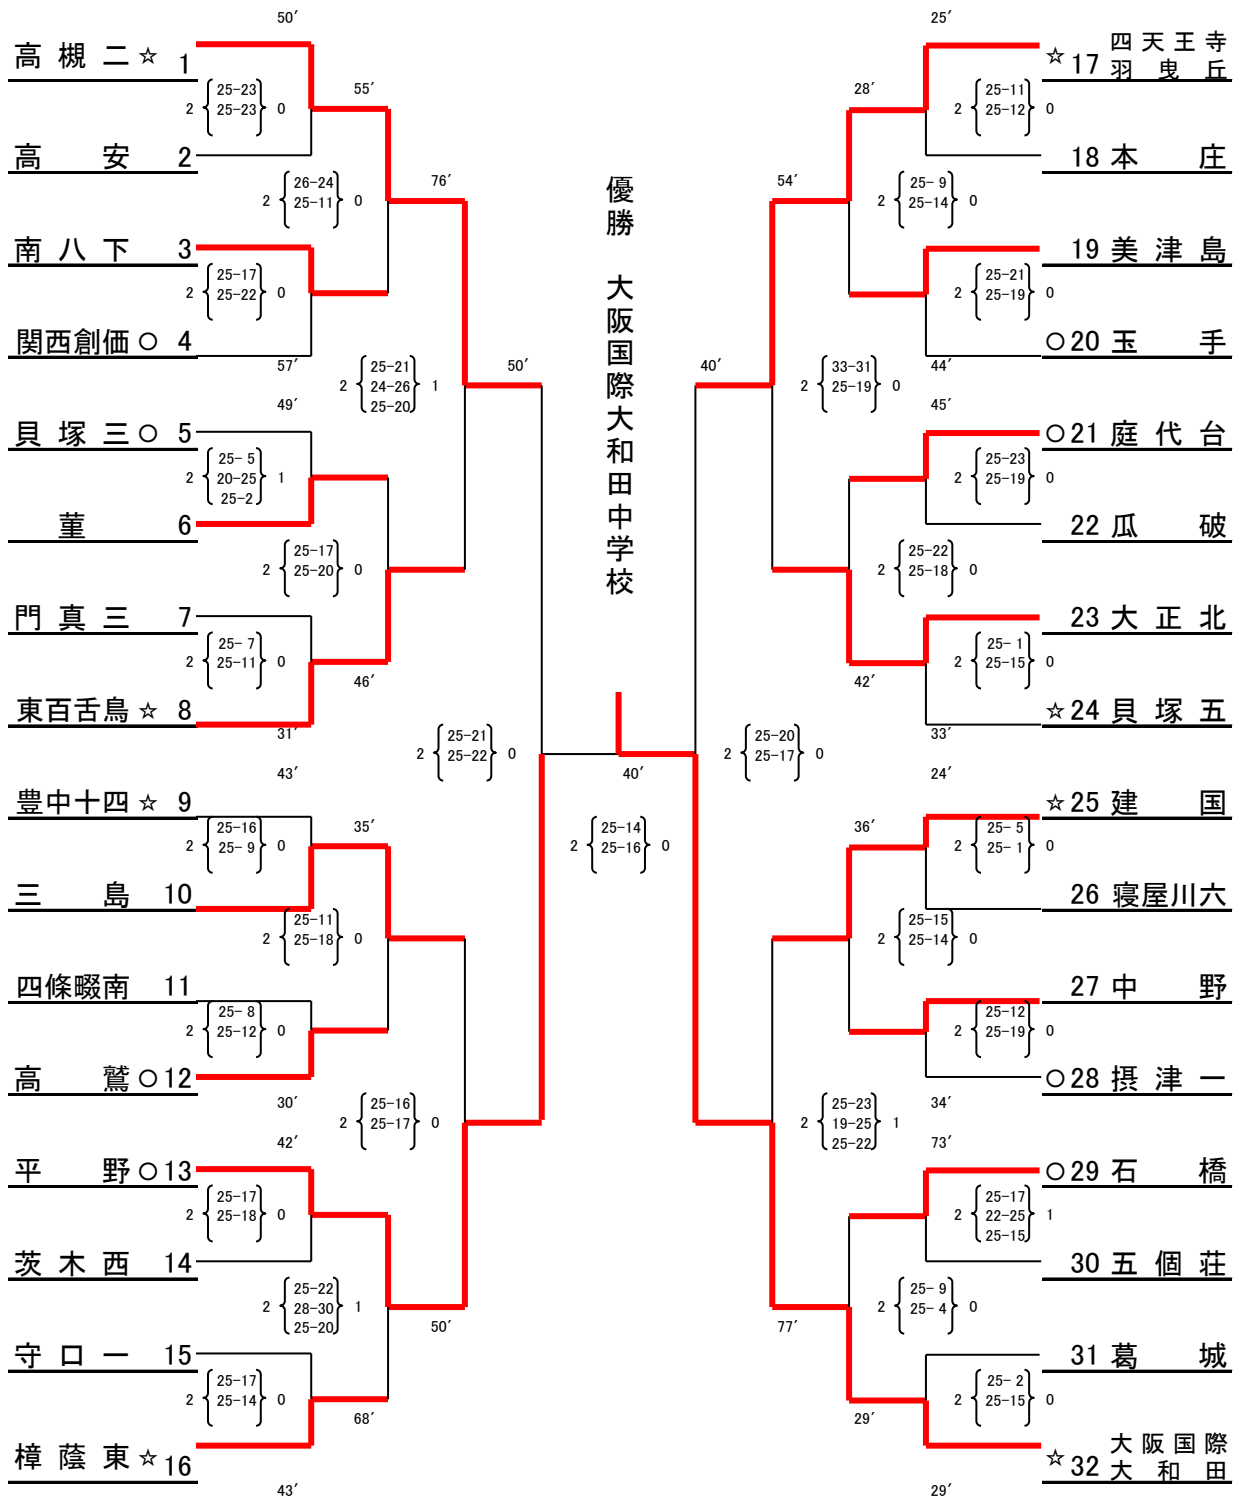 50′
高槻二 ☆ 1
2 25-23 25-23 0
55′
高安 2
2 26-24 25-11 0
76′
南八下 3
2 25-17 25-22 0
関西創価 ○ 4
57′
2 25-21 24-26 25-20 1
50′
49′
貝塚三 ○ 5
2 25- 5 20-25 25-2 1
菫 6
2 25-17 25-20 0
門真三 7
2 25- 7 25-11 0
46′
東百舌鳥 ☆ 8
31′
2 25-21 25-22 0
43′
豊中十四 ☆ 9
2 25-16 25- 9 0
35′
三島 10
2 25-11 25-18 0
四條畷南 11
2 25- 8 25-12 0
高鷲 ○ 12
30′
2 25-16 25-17 0
42′
平野 ○ 13
2 25-17 25-18 0
茨木西 14
2 25-22 28-30 25-20 1
50′
守口一 15
2 25-17 25-14 0
68′
樟蔭東 ☆ 16
43′
優勝 大阪国際大和田中学校
40′
2 25-14 25-16 0
25′
☆ 17 四天王寺羽曳丘
2 25-11 25-12 0
28′
18 本庄
2 25- 9 25-14 0
54′
19 美津島
2 25-21 25-19 0
○ 20 玉手
44′
2 33-31 25-19 0
40′
45′
○ 21 庭代台
2 25-23 25-19 0
22 瓜破
2 25-22 25-18 0
23 大正北
2 25- 1 25-15 0
42′
☆ 24 貝塚五
33′
2 25-20 25-17 0
24′
☆ 25 建国
2 25- 5 25- 1 0
36′
26 寝屋川六
2 25-15 25-14 0
27 中野
2 25-12 25-19 0
○ 28 摂津一
34′
2 25-23 19-25 25-22 1
73′
○ 29 石橋
2 25-17 22-25 25-15 1
30 五個荘
2 25- 9 25- 4 0
77′
31 葛城
2 25- 2 25-15 0
29′
☆ 32 大阪国際大和田
29′